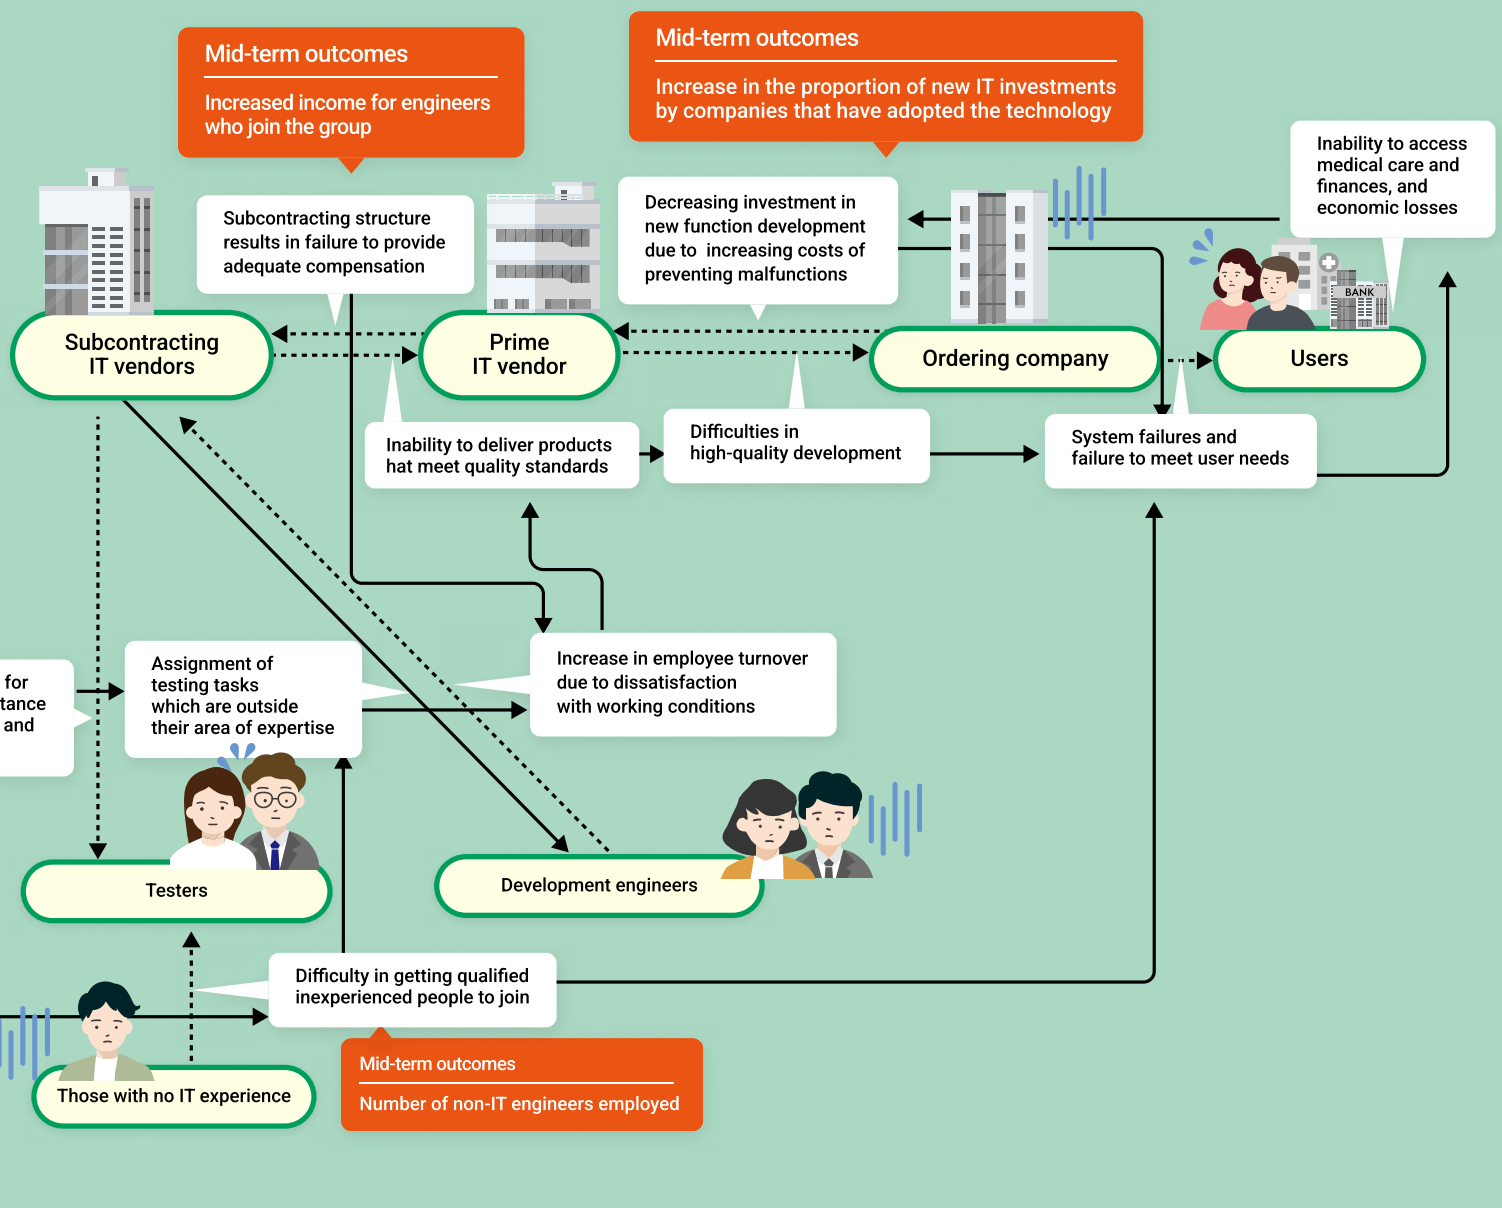 Mid-term outcomes
Increased income for engineers
who join the group
Mid-term outcomes
Increase in the proportion of new IT investments
by companies that have adopted the technology
Inability to access
medical care and
finances, and
economic losses
Subcontracting structure
results in failure to provide
adequate compensation
Decreasing investment in
new function development
due to increasing costs of
preventing malfunctions
BANK
Subcontracting
IT vendors
Prime
IT vendor
Ordering company
Users
Inability to deliver products
hat meet quality standards
Difficulties in
high-quality development
System failures and
failure to meet user needs
for
tance
and
Assignment of
testing tasks
which are outside
their area of expertise
Increase in employee turnover
due to dissatisfaction
with working conditions
Testers
Development engineers
Difficulty in getting qualified
inexperienced people to join
Those with no IT experience
Mid-term outcomes
Number of non-IT engineers employed